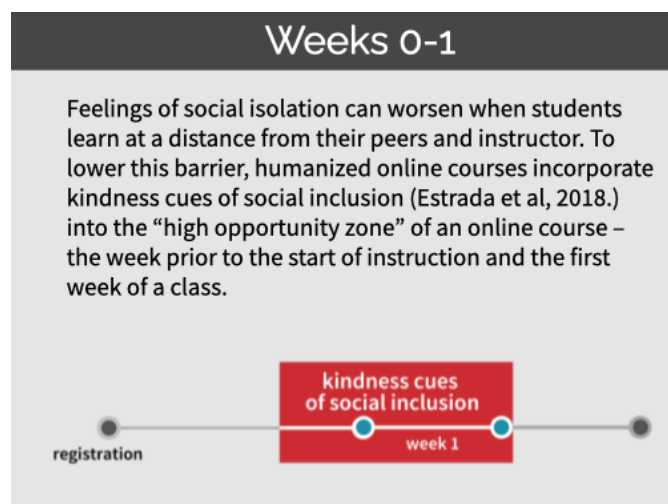 Weeks 0-1
Feelings of social isolation can worsen when students
learn at a distance from their peers and instructor. To
lower this barrier, humanized online courses incorporate
kindness cues of social inclusion (Estrada et al, 2018.)
into the “high opportunity zone” of an online course –
the week prior to the start of instruction and the first
week of a class.
kindness cues
of social inclusion
week 1
registration